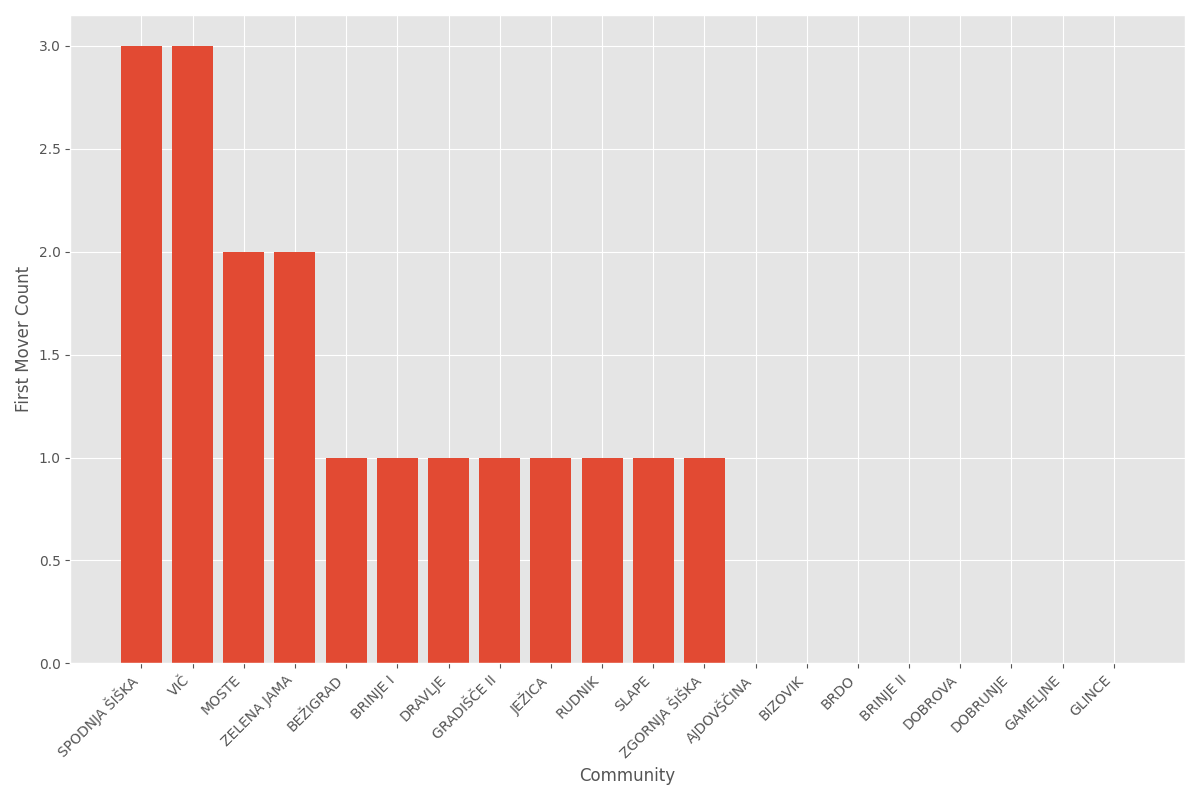 3.0
2.5
2.0
1.5
1.0
0.5
0.0
First Mover Count
SPODNJA ŠIŠKA
VIČ
MOSTE
ZELENA JAMA
BEŽIGRAD
BRINJE I
DRAVLJE
GRADIŠČE II
JEŽICA
RUDNIK
SLAPE
ZGORNJA ŠIŠKA
AJDOVŠČINA
BIZOVIK
BRDO
BRINJE II
DOBROVA
DOBRUNJE
GAMELJNE
GLINCE
Community